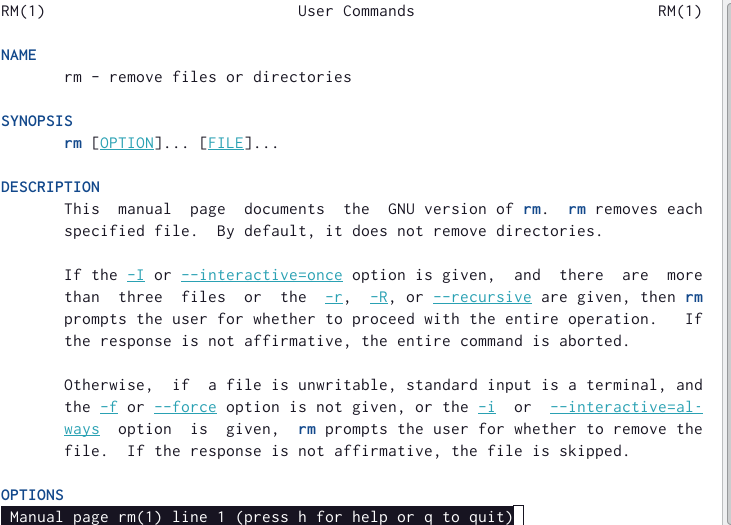 RM(1) User Commands RM(1)
NAME
rm - remove files or directories
SYNOPSIS
rm [OPTION]... [FILE]...
DESCRIPTION
This manual page documents the GNU version of rm. rm removes each
specified file. By default, it does not remove directories.
If the -I or --interactive=once option is given, and there are more
than three files or the -r, -R, or --recursive are given, then rm
prompts the user for whether to proceed with the entire operation. If
the response is not affirmative, the entire command is aborted.
Otherwise, if a file is unwritable, standard input is a terminal, and
the -f or --force option is not given, or the -i or --interactive=al-
ways option is given, rm prompts the user for whether to remove the
file. If the response is not affirmative, the file is skipped.
OPTIONS
Manual page rm(1) line 1 (press h for help or q to quit)